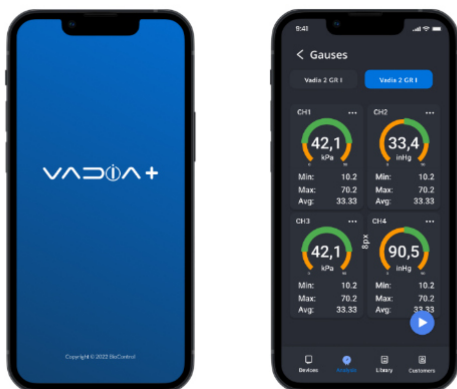 VADIA+
Copyright © 2022 BioControl
9:41
Gauses
Vadia 2 GR I
Vadia 2 GR I
CH1
42,1
kPa
Min: 10.2
Max: 70.2
Avg: 33.33
CH2
33,4
inHg
Min: 10.2
Max: 70.2
Avg: 33.33
CH3
42,1
kPa
Min: 10.2
Max: 70.2
Avg: 33.33
8px
CH4
90,5
inHg
Min: 10.2
Max: 70.2
Avg: 33.33
Devices
Analysis
Library
Customers